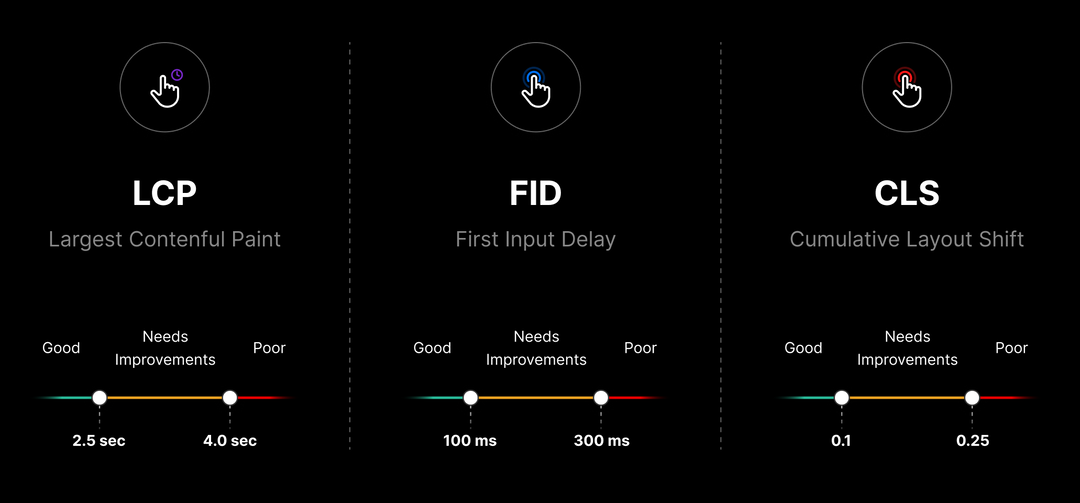 LCP
Largest Contenful Paint
Good
Needs
Improvements
Poor
2.5 sec
4.0 sec
FID
First Input Delay
Good
Needs
Improvements
Poor
100 ms
300 ms
CLS
Cumulative Layout Shift
Good
Needs
Improvements
Poor
0.1
0.25